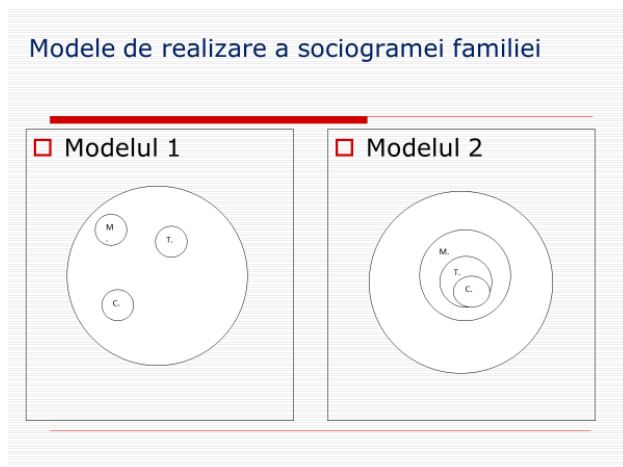 Modele de realizare a sociogramei familiei
Modelul 1
M
.
T.
C.
Modelul 2
M.
T.
C.